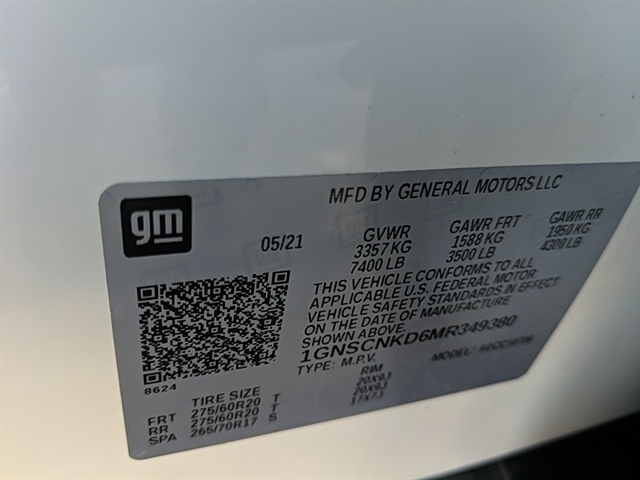 MFD BY GENERAL MOTORS LLC
gm
05/21
GVWR GAWR FRT GAWR RR
3357 KG 1588 KG 1950 KG
7400 LB 3500 LB 4300 LB
THIS VEHICLE CONFORMS TO ALL
APPLICABLE U.S. FEDERAL MOTOR
VEHICLE SAFETY STANDARDS IN EFFECT
ON THE DATE OF MANUFACTURE
SHOWN ABOVE.
1GNSCNKD6MR349380
TYPE: M.P.V. MODEL:
8624
TIRE SIZE RIM
FRT 275/60R20 T 20X9J
RR 275/60R20 T 20X9J
SPA 265/70R17 S 17X7J